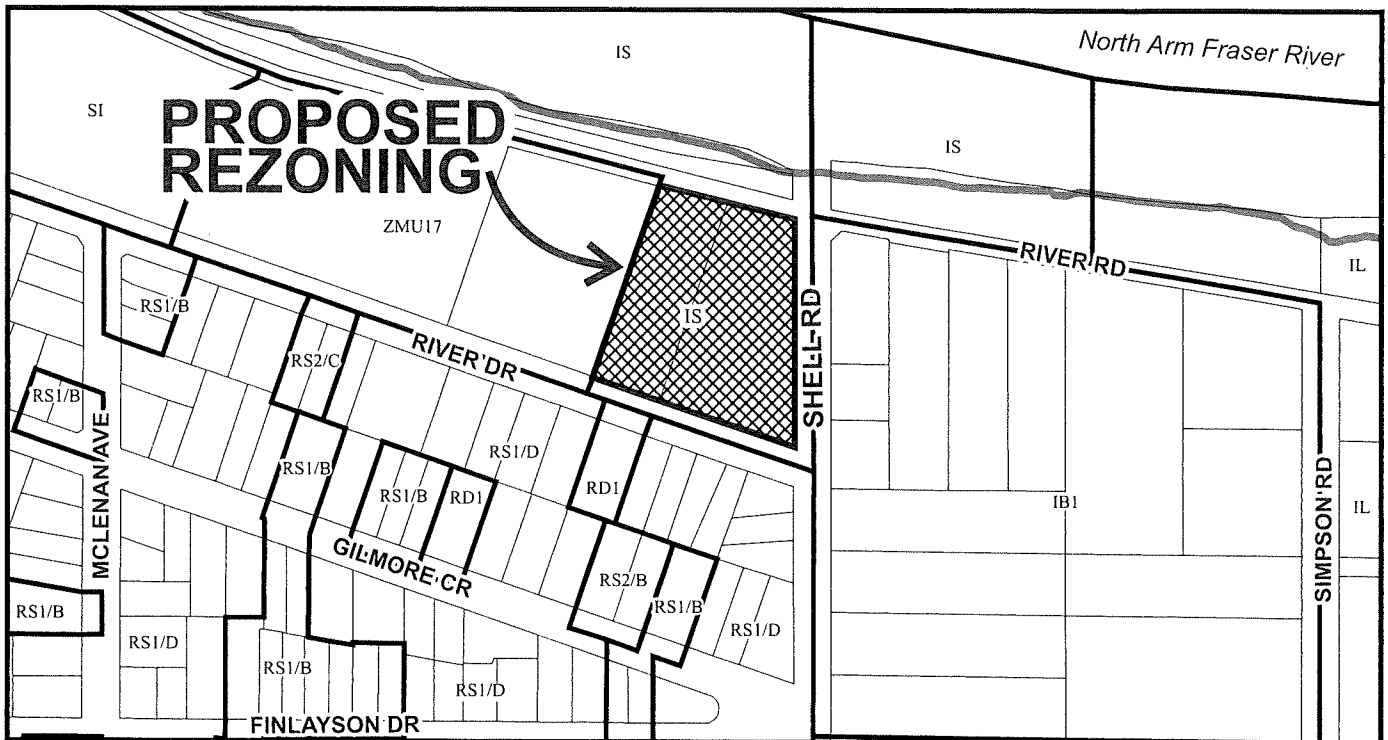 IS
North Arm Fraser River
SI
PROPOSED
REZONING
IS
ZMU17
RIVER RD
IL
RS1/B
IS
SHELL RD
RS2/C
RIVER DR
RS1/B
MCLENAN AVE
RS1/B
RS1/D
RS1/B
RD1
RD1
IB1
IL
SIMPSON RD
GILMORE CR
RS2/B
RS1/B
RS1/B
RS1/D
RS1/D
RS1/B
RS1/D
FINLAYSON DR